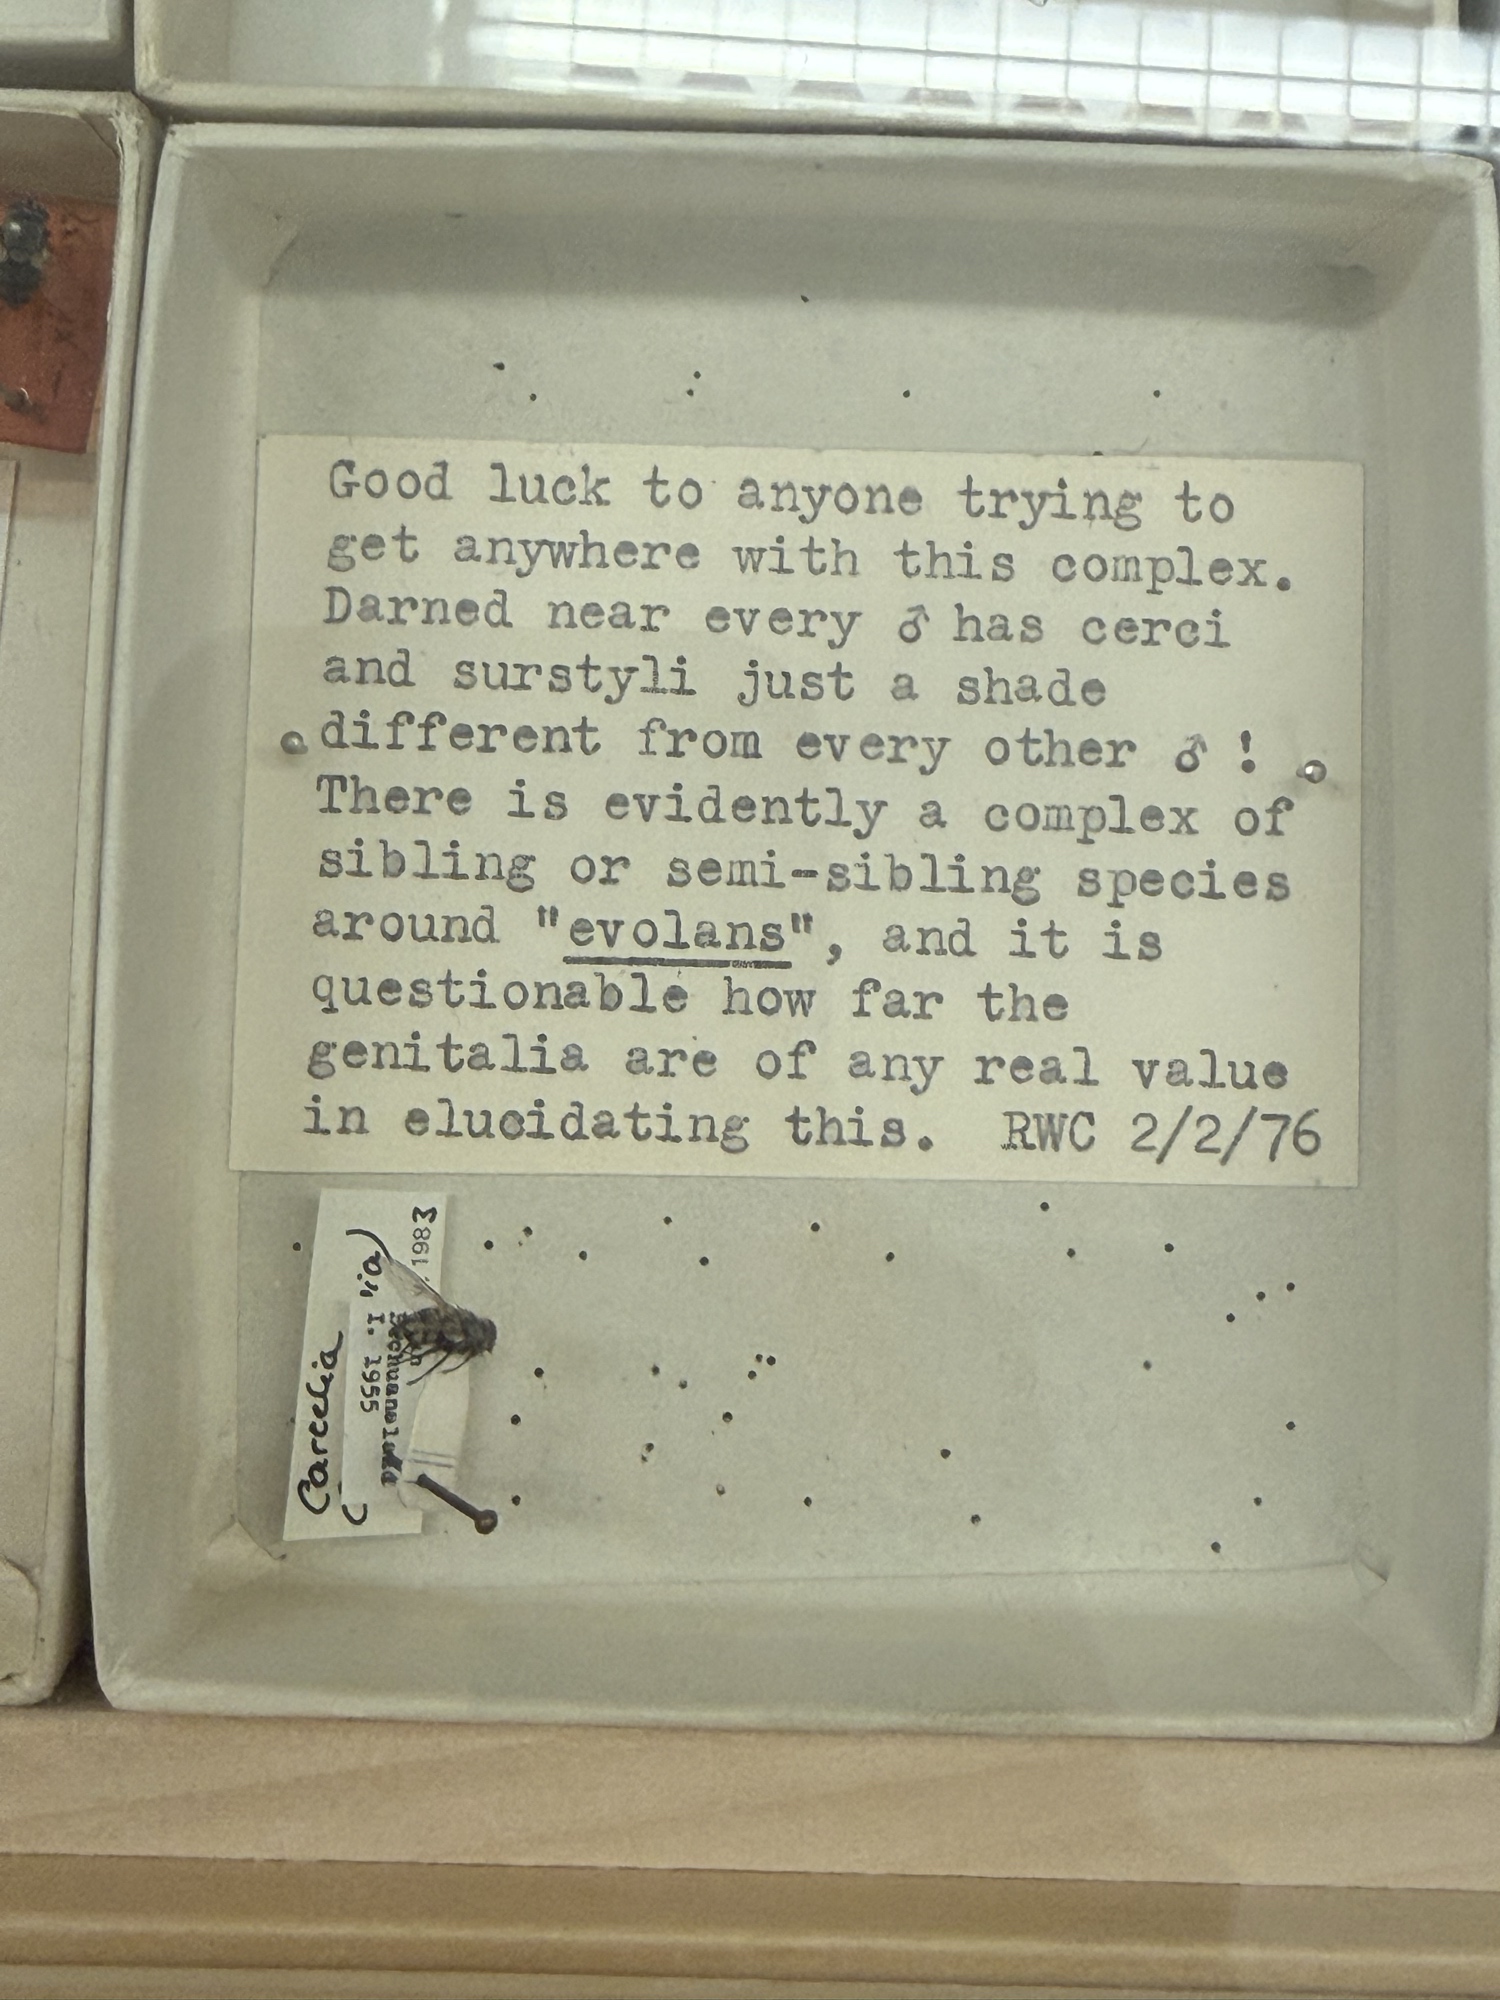 Good luck to anyone trying to
get anywhere with this complex.
Darned near every ♂ has cerci
and surstyli just a shade
different from every other ♂ !
There is evidently a complex of
sibling or semi-sibling species
around "evolans", and it is
questionable how far the
genitalia are of any real value
in elucidating this. RWC 2/2/76
Carcelia
1983
I. 1955